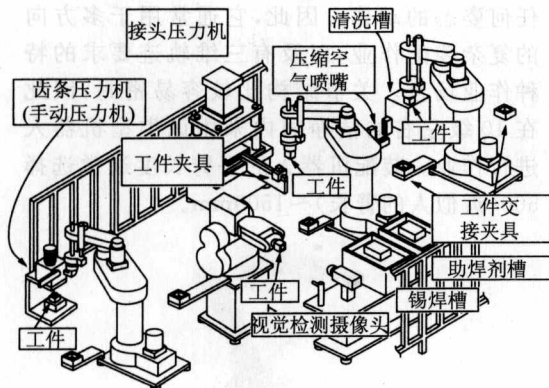 接头压力机
清洗槽
压缩空
气喷嘴
齿条压力机
(手动压力机)
工件夹具
工件
工件
工件交
接夹具
助焊剂槽
工件
锡焊槽
工件
视觉检测摄像头